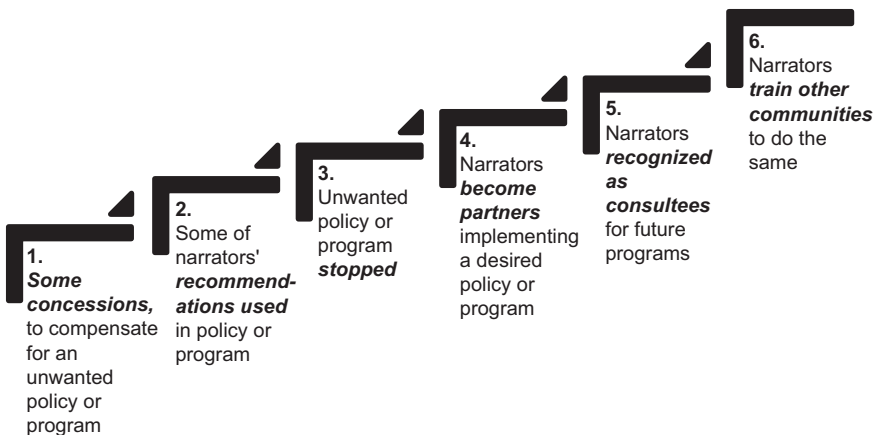 1.
Some
concessions,
to compensate
for an
unwanted
policy or
program
2.
Some of
narrators'
recommend-
ations used
in policy or
program
3.
Unwanted
policy or
program
stopped
4.
Narrators
become
partners
implementing
a desired
policy or
program
5.
Narrators
recognized
as
consultees
for future
programs
6.
Narrators
train other
communities
to do the
same